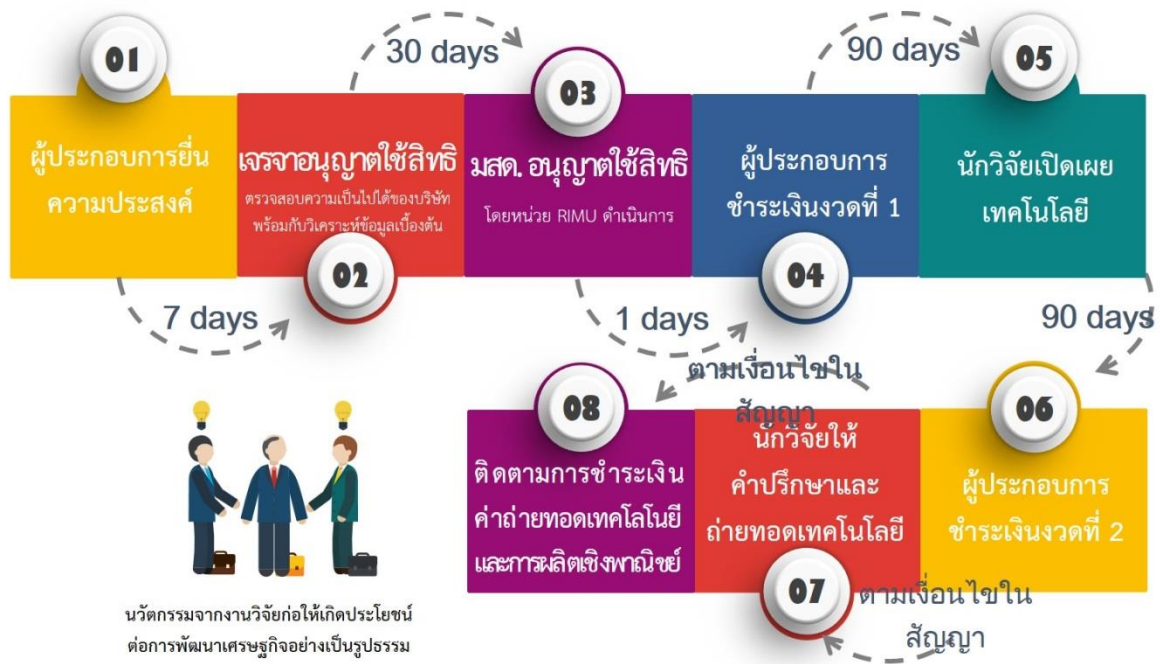 01
ผู้ประกอบการยื่น
ความประสงค์
7 days
02
เจรจาอนุญาตใช้สิทธิ
ตรวจสอบความเป็นไปได้ของบริษัท
พร้อมกับวิเคราะห์ข้อมูลเบื้องต้น
30 days
03
มสด. อนุญาตใช้สิทธิ
โดยหน่วย RIMU ดำเนินการ
1 days
04
ผู้ประกอบการ
ชำระเงินงวดที่ 1
90 days
05
นักวิจัยเปิดเผย
เทคโนโลยี
90 days
06
ผู้ประกอบการ
ชำระเงินงวดที่ 2
ตามเงื่อนไขใน
สัญญา
07
นักวิจัยให้
คำปรึกษาและ
ถ่ายทอดเทคโนโลยี
ตามเงื่อนไขใน
สัญญา
08
ติดตามการชำระเงิน
ค่าถ่ายทอดเทคโลโนยี
และการผลิตเชิงพาณิชย์
นวัตกรรมจากงานวิจัยก่อให้เกิดประโยชน์
ต่อการพัฒนาเศรษฐกิจอย่างเป็นรูปธรรม